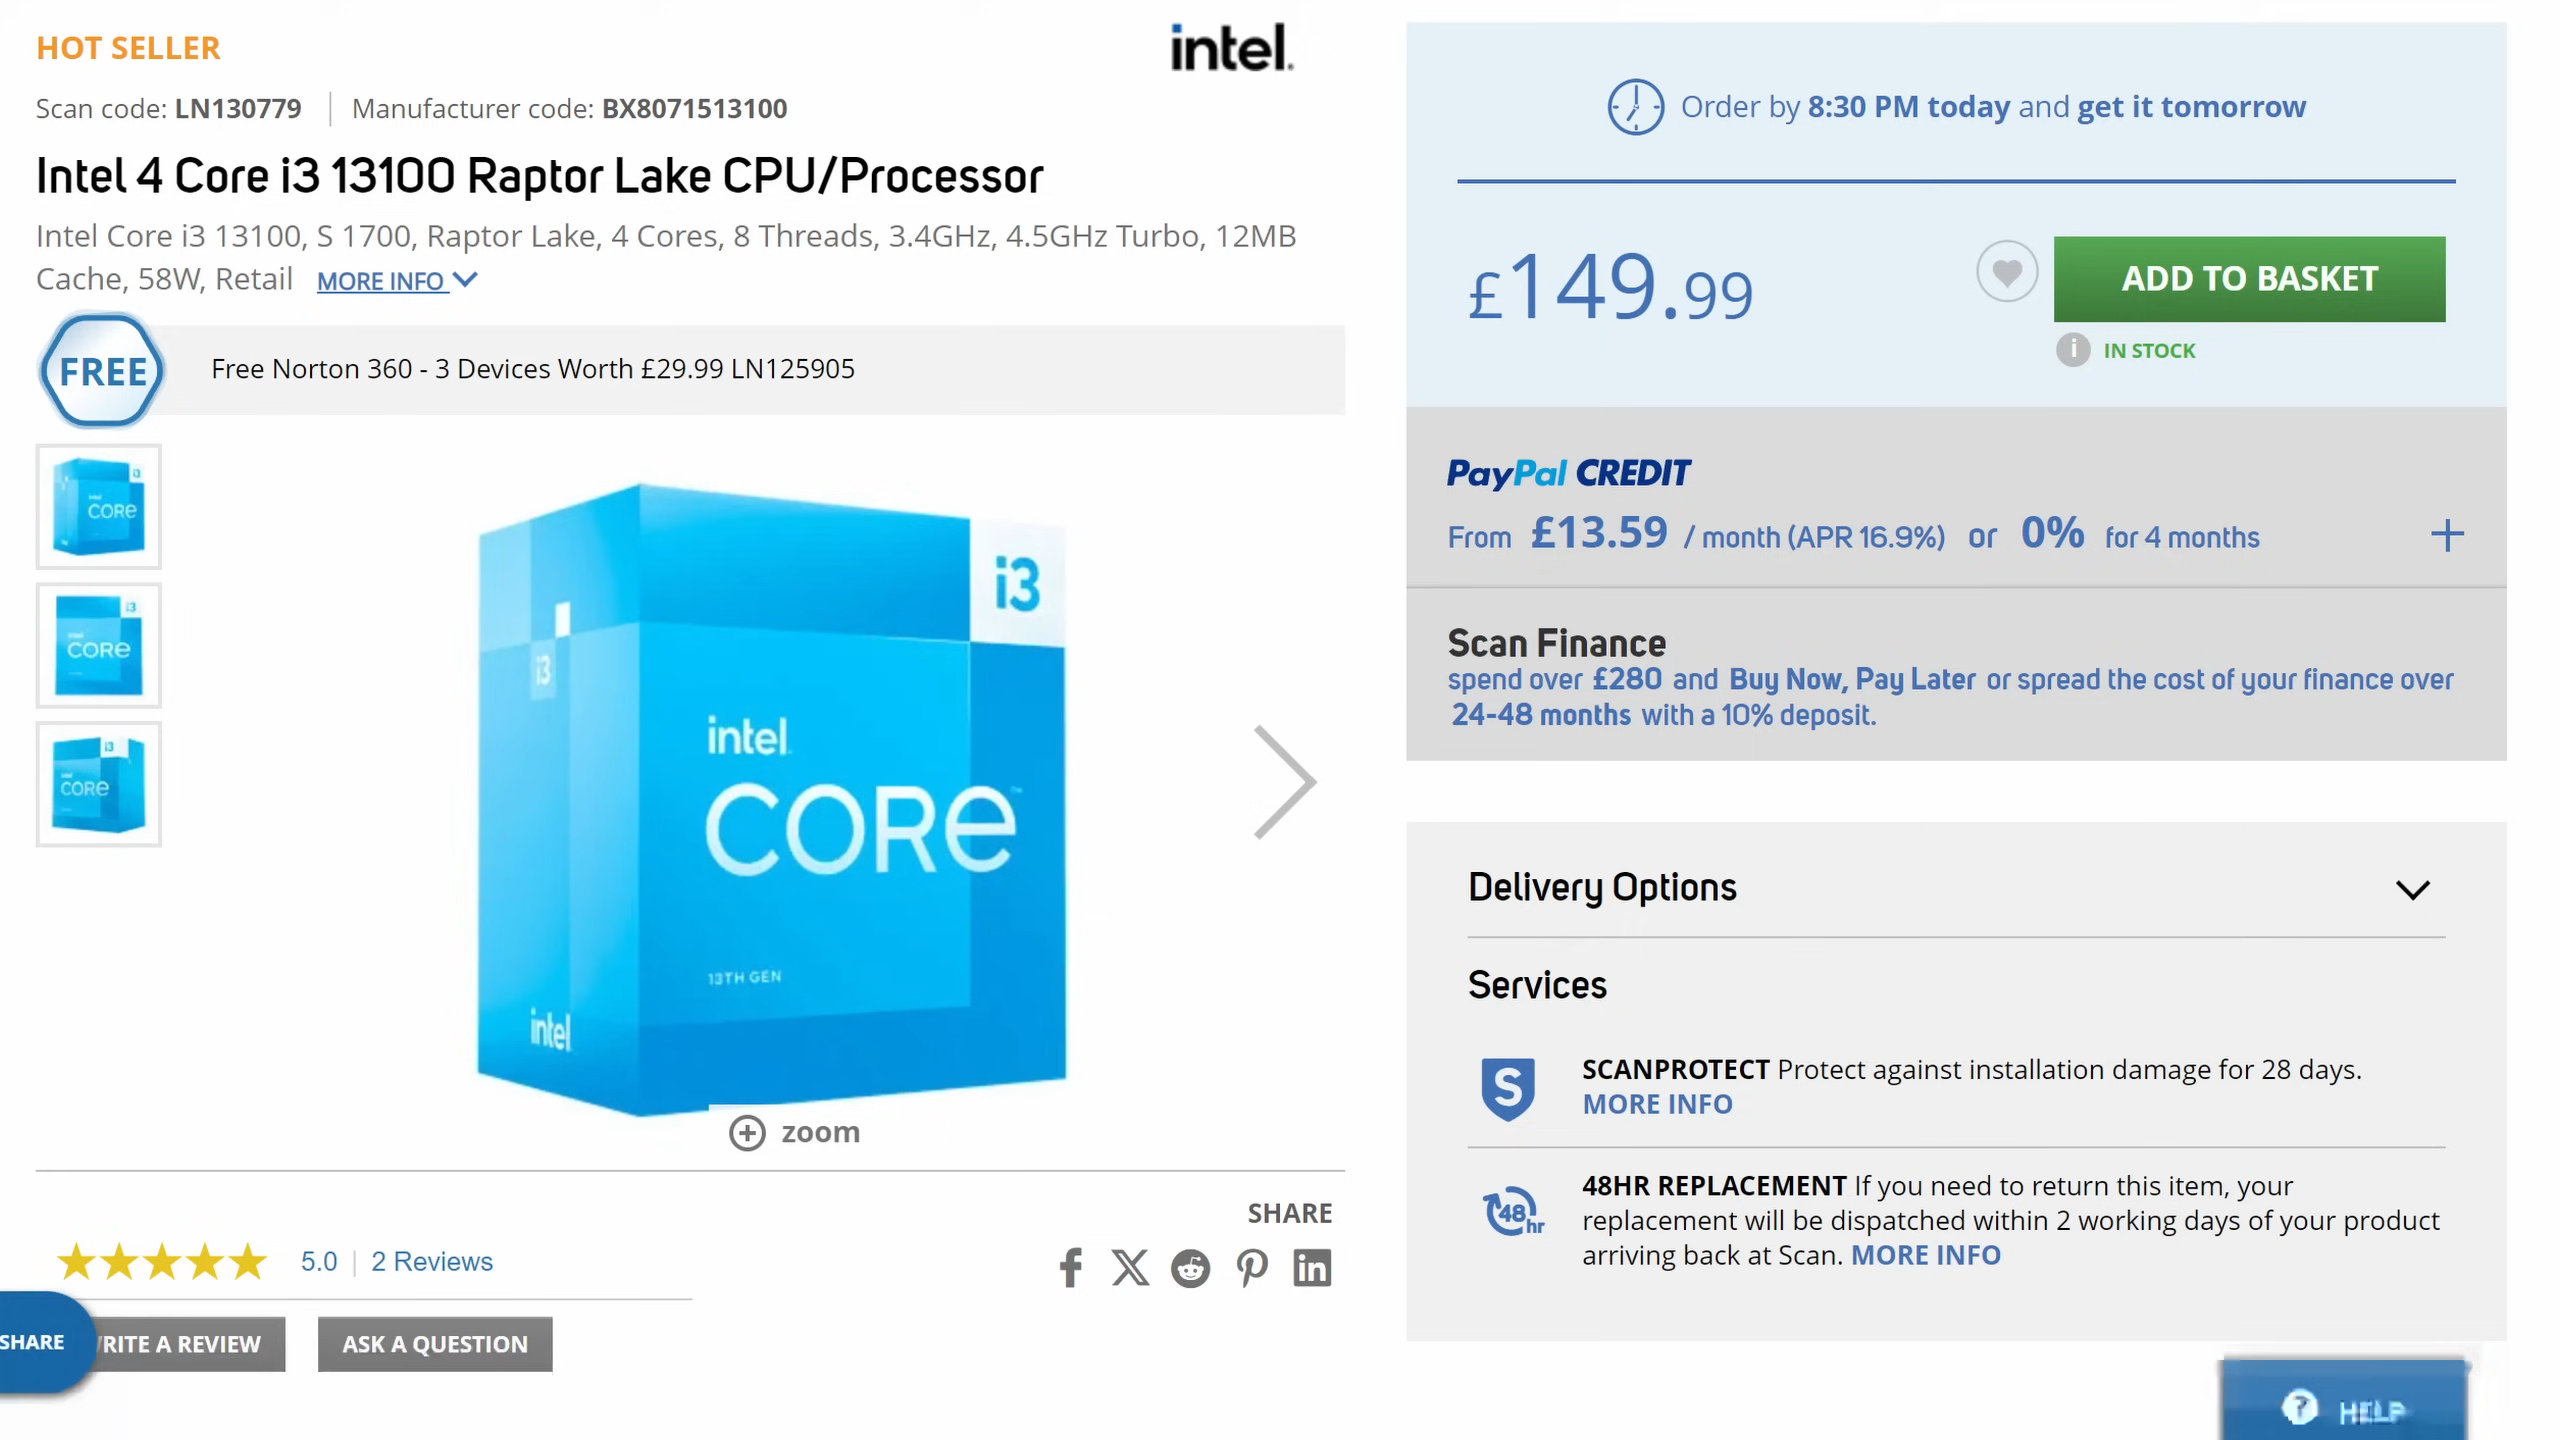 HOT SELLER
intel.
Scan code: LN130779 | Manufacturer code: BX8071513100
Intel 4 Core i3 13100 Raptor Lake CPU/Processor
Intel Core i3 13100, S 1700, Raptor Lake, 4 Cores, 8 Threads, 3.4GHz, 4.5GHz Turbo, 12MB
Cache, 58W, Retail MORE INFO
FREE
Free Norton 360 - 3 Devices Worth £29.99 LN125905
i3
intel
CORE
i3
intel
CORE
i3
intel
CORE
i3
i3
intel
CORE™
13TH GEN
intel
zoom
SHARE
5.0 | 2 Reviews
SHARE
RITE A REVIEW
ASK A QUESTION
Order by 8:30 PM today and get it tomorrow
£149.99
ADD TO BASKET
i IN STOCK
PayPal CREDIT
From £13.59 / month (APR 16.9%) or 0% for 4 months
Scan Finance
spend over £280 and Buy Now, Pay Later or spread the cost of your finance over
24-48 months with a 10% deposit.
Delivery Options
Services
S
SCANPROTECT Protect against installation damage for 28 days.
MORE INFO
48hr
48HR REPLACEMENT If you need to return this item, your
replacement will be dispatched within 2 working days of your product
arriving back at Scan. MORE INFO
? HELP